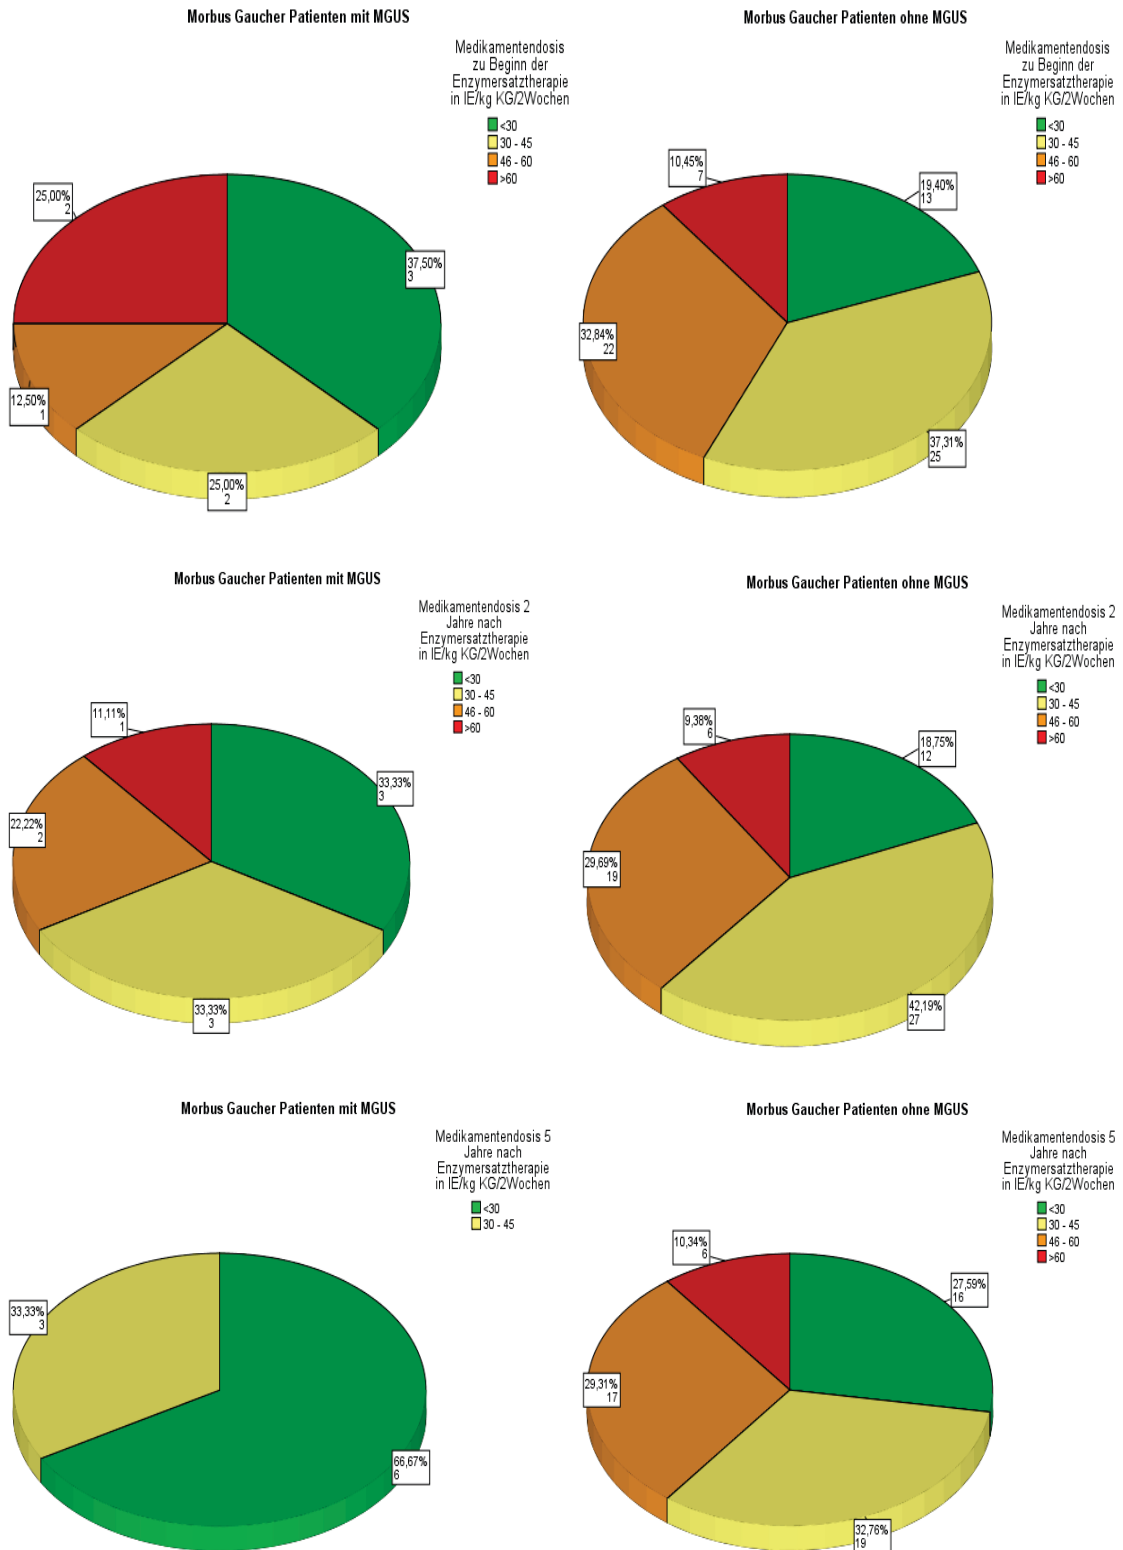 Morbus Gaucher Patienten mit MGUS
Medikamentendosis
zu Beginn der
Enzymersatztherapie
in IE/kg KG/2Wochen
<30
30 - 45
46 - 60
>60
25,00%
2
37,50%
3
12,50%
1
25,00%
2
Morbus Gaucher Patienten ohne MGUS
Medikamentendosis
zu Beginn der
Enzymersatztherapie
in IE/kg KG/2Wochen
<30
30 - 45
46 - 60
>60
10,45%
7
19,40%
13
32,84%
22
37,31%
25
Morbus Gaucher Patienten mit MGUS
Medikamentendosis 2
Jahre nach
Enzymersatztherapie
in IE/kg KG/2Wochen
<30
30 - 45
46 - 60
>60
11,11%
1
33,33%
3
22,22%
2
33,33%
3
Morbus Gaucher Patienten ohne MGUS
Medikamentendosis 2
Jahre nach
Enzymersatztherapie
in IE/kg KG/2Wochen
<30
30 - 45
46 - 60
>60
9,38%
6
18,75%
12
29,69%
19
42,19%
27
Morbus Gaucher Patienten mit MGUS
Medikamentendosis 5
Jahre nach
Enzymersatztherapie
in IE/kg KG/2Wochen
<30
30 - 45
33,33%
3
66,67%
6
Morbus Gaucher Patienten ohne MGUS
Medikamentendosis 5
Jahre nach
Enzymersatztherapie
in IE/kg KG/2Wochen
<30
30 - 45
46 - 60
>60
10,34%
6
27,59%
16
29,31%
17
32,76%
19